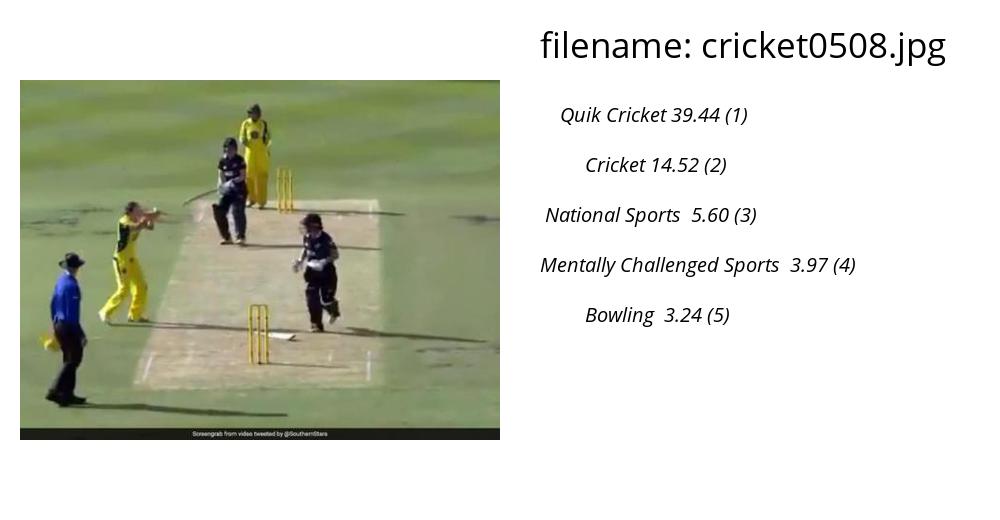 filename: cricket0508.jpg
Quik Cricket 39.44 (1)
Cricket 14.52 (2)
National Sports 5.60 (3)
Mentally Challenged Sports 3.97 (4)
Bowling 3.24 (5)
Screengrab from video tweeted by @SouthernStars